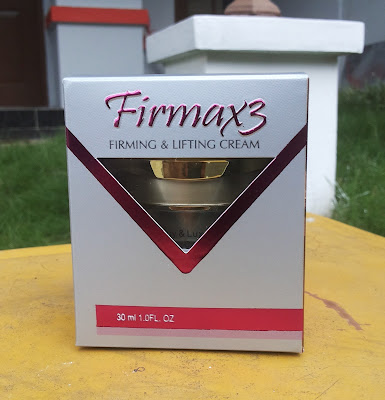 Firmax3
FIRMING & LIFTING CREAM
30 ml 1.0FL. OZ